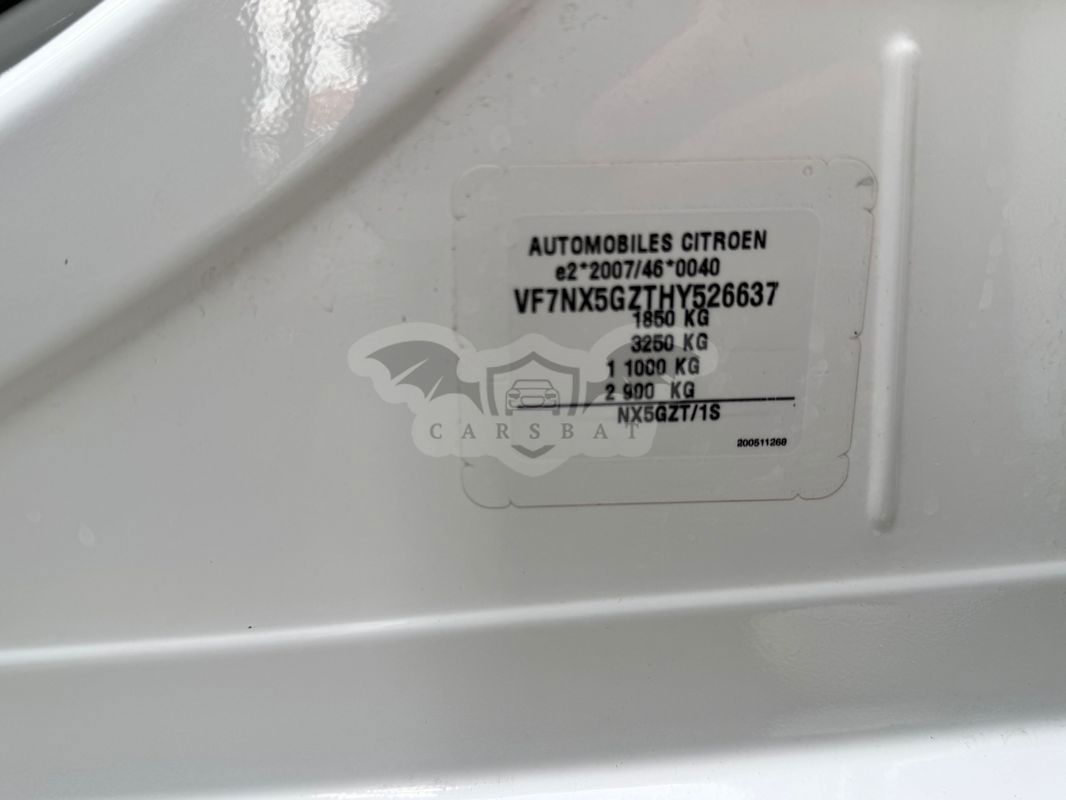 AUTOMOBILES CITROEN
e2*2007/46*0040
VF7NX5GZTHY526637
1850 KG
3250 KG
1 1000 KG
2 900 KG
NX5GZT/1S
200511268
CARSBAT